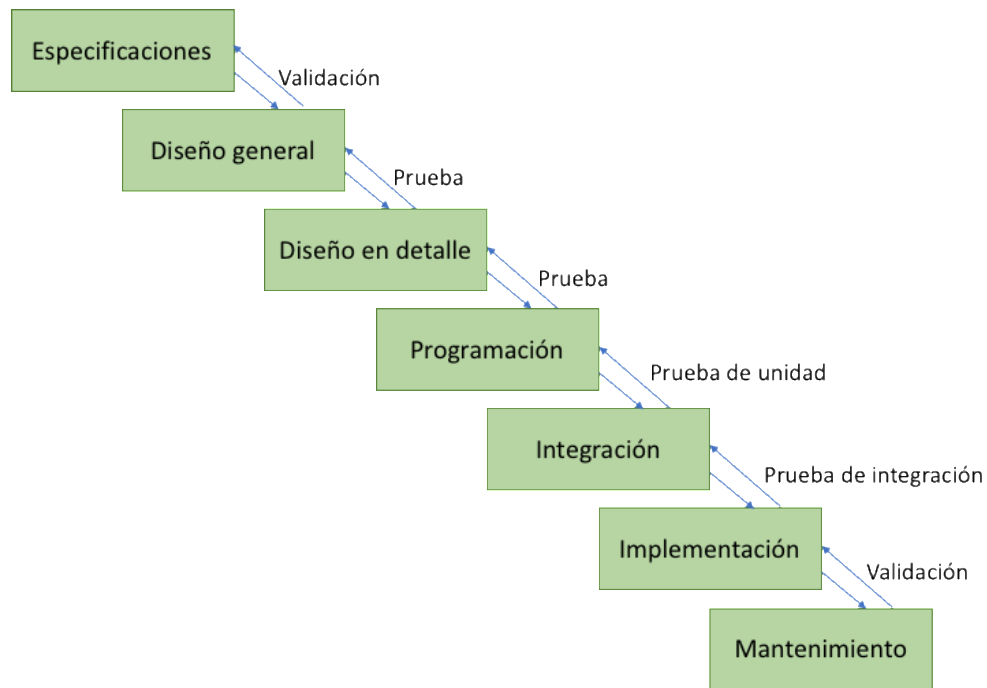 Especificaciones
Validación
Diseño general
Prueba
Diseño en detalle
Prueba
Programación
Prueba de unidad
Integración
Prueba de integración
Implementación
Validación
Mantenimiento